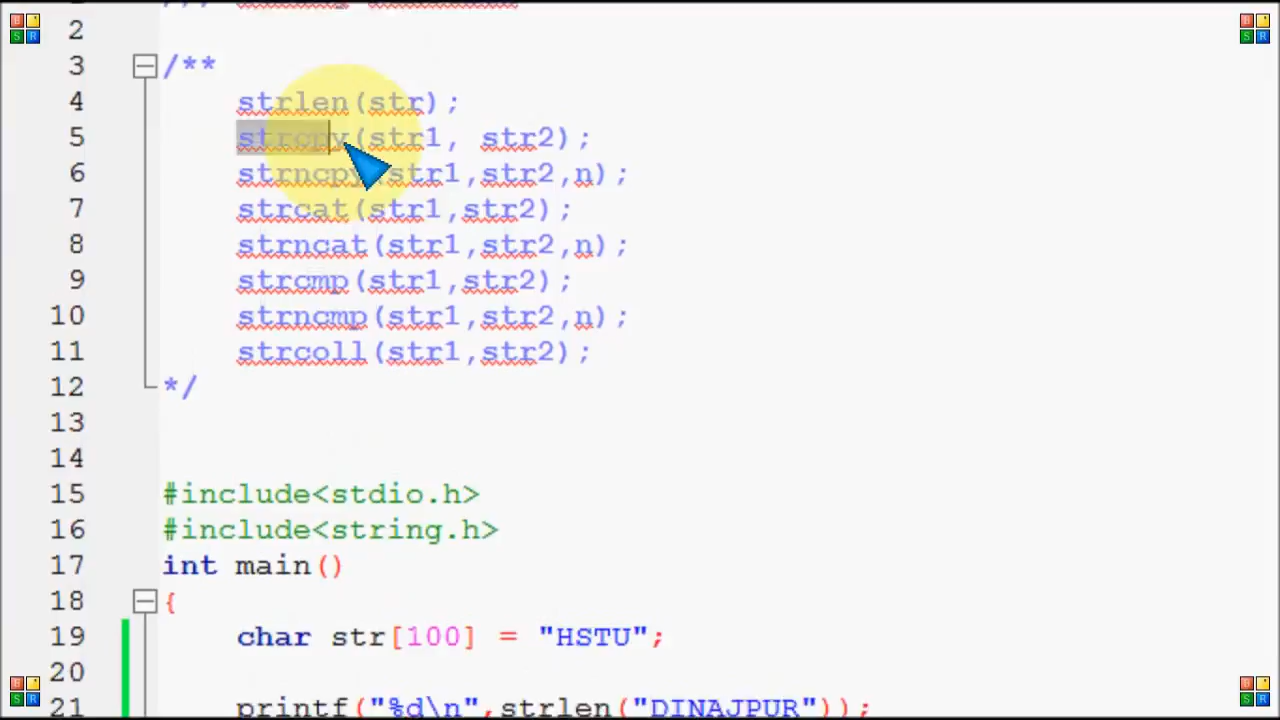 2
3 /**
4 strlen(str);
5 strcpy(str1, str2);
6 strncpy(str1,str2,n);
7 strcat(str1,str2);
8 strncat(str1,str2,n);
9 strcmp(str1,str2);
10 strncmp(str1,str2,n);
11 strcoll(str1,str2);
12 */
13
14
15 #include<stdio.h>
16 #include<string.h>
17 int main()
18 {
19 char str[100] = "HSTU";
20
21 printf("%d\n",strlen("DINAJPUR"));
B
S R
B
S R
B
S R
B
S R